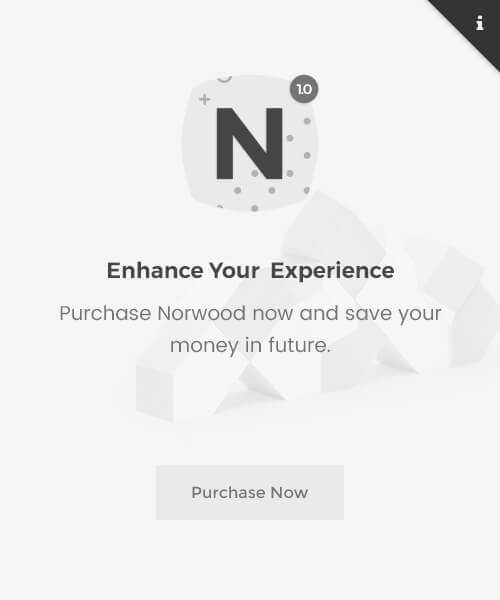 i
1.0
N
Enhance Your Experience
Purchase Norwood now and save your
money in future.
Purchase Now